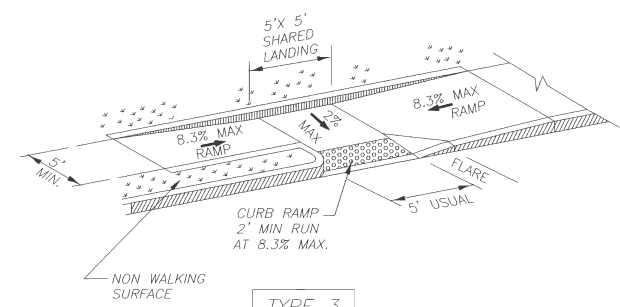 5'X 5'
SHARED
LANDING
8.3% MAX
RAMP
2%
MAX
8.3% MAX
RAMP
5'
MIN.
FLARE
5' USUAL
CURB RAMP
2' MIN RUN
AT 8.3% MAX.
NON WALKING
SURFACE
TYPE 3